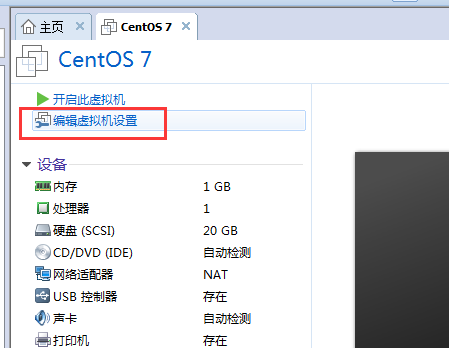 主页 CentOS 7
CentOS 7
开启此虚拟机
编辑虚拟机设置
设备
内存 1 GB
处理器 1
硬盘 (SCSI) 20 GB
CD/DVD (IDE) 自动检测
网络适配器 NAT
USB 控制器 存在
声卡 自动检测
打印机 存在